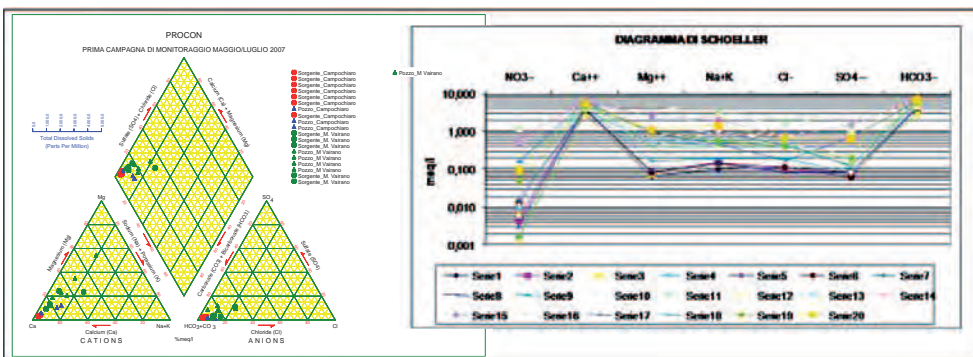 PROCON
PRIMA CAMPAGNA DI MONITORAGGIO MAGGIO/LUGLIO 2007
Sorgente_Campochiaro
Sorgente_Campochiaro
Sorgente_Campochiaro
Sorgente_Campochiaro
Sorgente_Campochiaro
Sorgente_Campochiaro
Pozzo_Campochiaro
Sorgente_Campochiaro
Pozzo_Campochiaro
Pozzo_Campochiaro
Sorgente_M. Vairano
Sorgente_M. Vairano
Pozzo_M Vairano
Sorgente_M. Vairano
Pozzo_M Vairano
Pozzo_M Vairano
Pozzo_M Vairano
Sorgente_M. Vairano
Sorgente_M. Vairano
Pozzo_M Vairano
Total Dissolved Solids
(Parts Per Million)
Sulfate (SO4) + Chloride (Cl)
Calcium (Ca) + Magnesium (Mg)
Mg
SO4
Magnesium (Mg)
Sodium (Na) + Potassium (K)
Carbonate (CO3) + Bicarbonate (HCO3)
Sulfate (SO4)
Ca
Calcium (Ca)
Na+K
HCO3+CO3
Chloride (Cl)
Cl
CATIONS
%meq/l
ANIONS
DIAGRAMMA DI SCHOELLER
NO3-- Ca++ Mg++ Na+K Cl- SO4-- HCO3--
meq/l
10,000
1,000
0,100
0,010
0,001
Serie1 Serie2 Serie3 Serie4 Serie5 Serie6 Serie7
Serie8 Serie9 Serie10 Serie11 Serie12 Serie13 Serie14
Serie15 Serie16 Serie17 Serie18 Serie19 Serie20